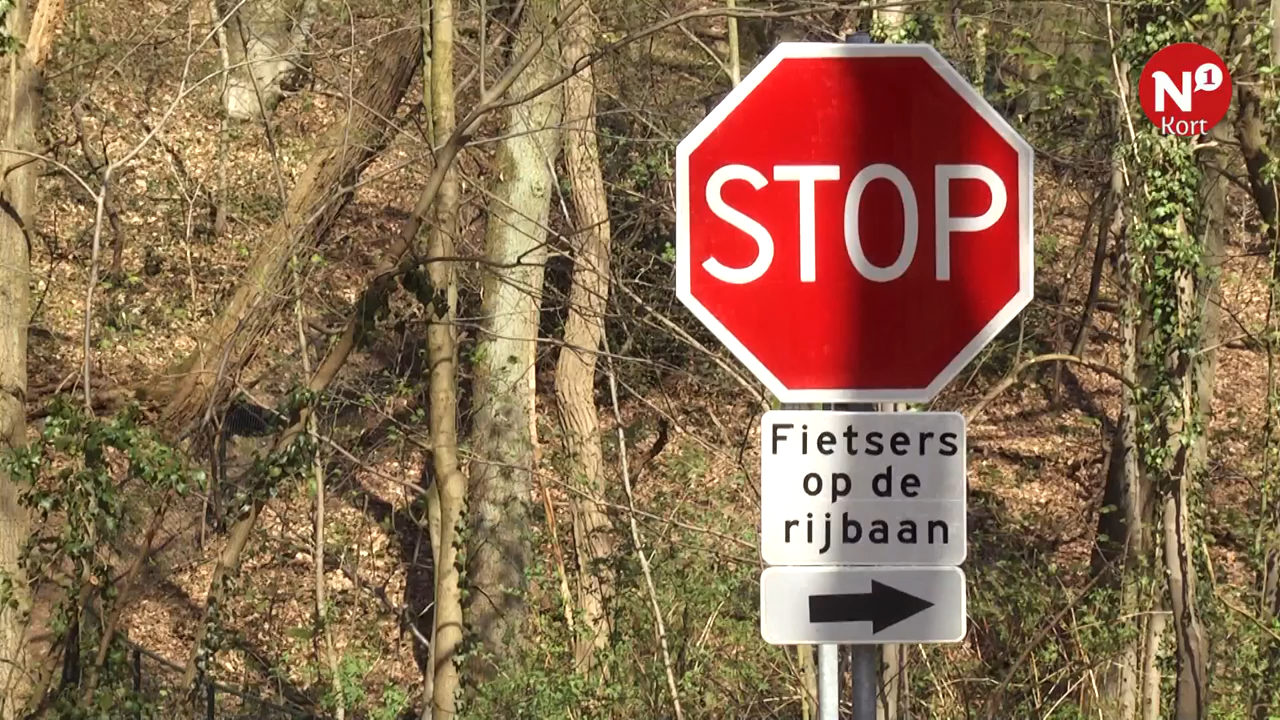 N1
Kort
STOP
Fietsers
op de
rijbaan